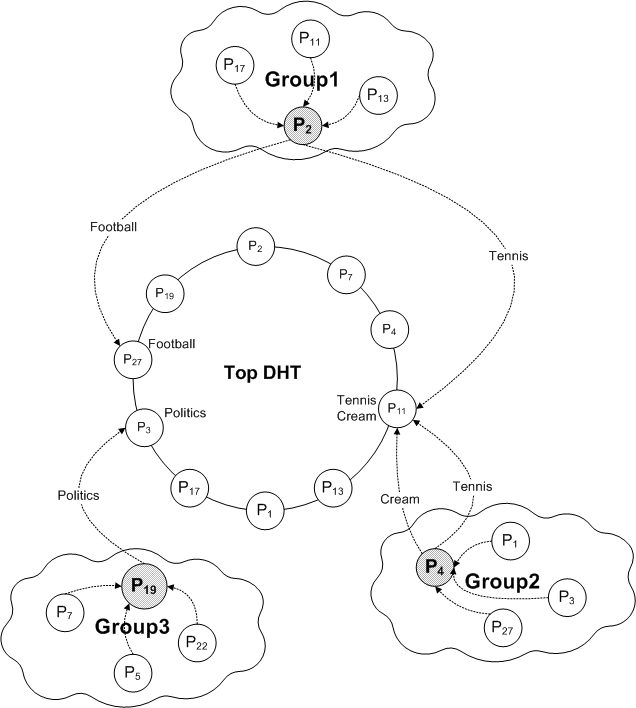 P11
P17
Group1
P13
P2
Football
Tennis
P2
P7
P19
P4
Football
P27
Top DHT
Tennis
Cream
P11
Politics
P3
P17
P13
P1
Politics
Cream
Tennis
P1
P4
Group2
P3
P27
P19
P7
Group3
P22
P5